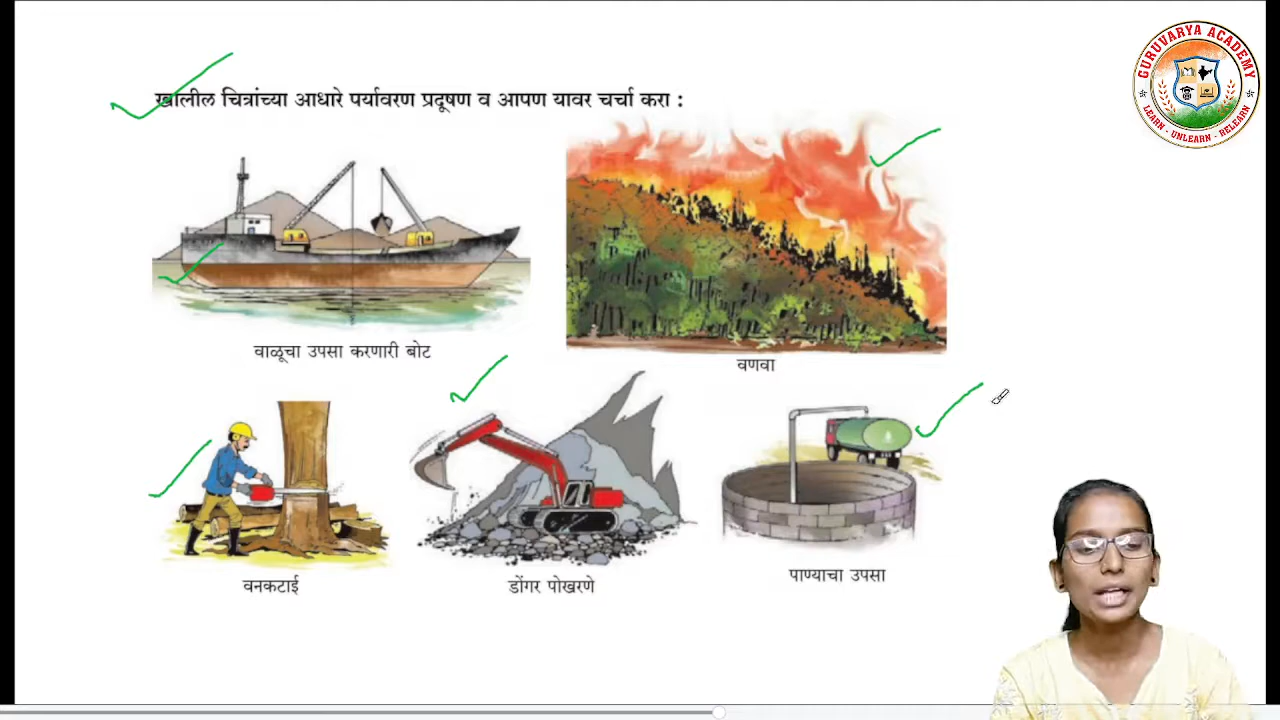 GURUVARYA ACADEMY
LEARN - UNLEARN - RELEARN
खालील चित्रांच्या आधारे पर्यावरण प्रदूषण व आपण यावर चर्चा करा :
वाळूचा उपसा करणारी बोट
वणवा
वनकटाई
डोंगर पोखरणे
पाण्याचा उपसा